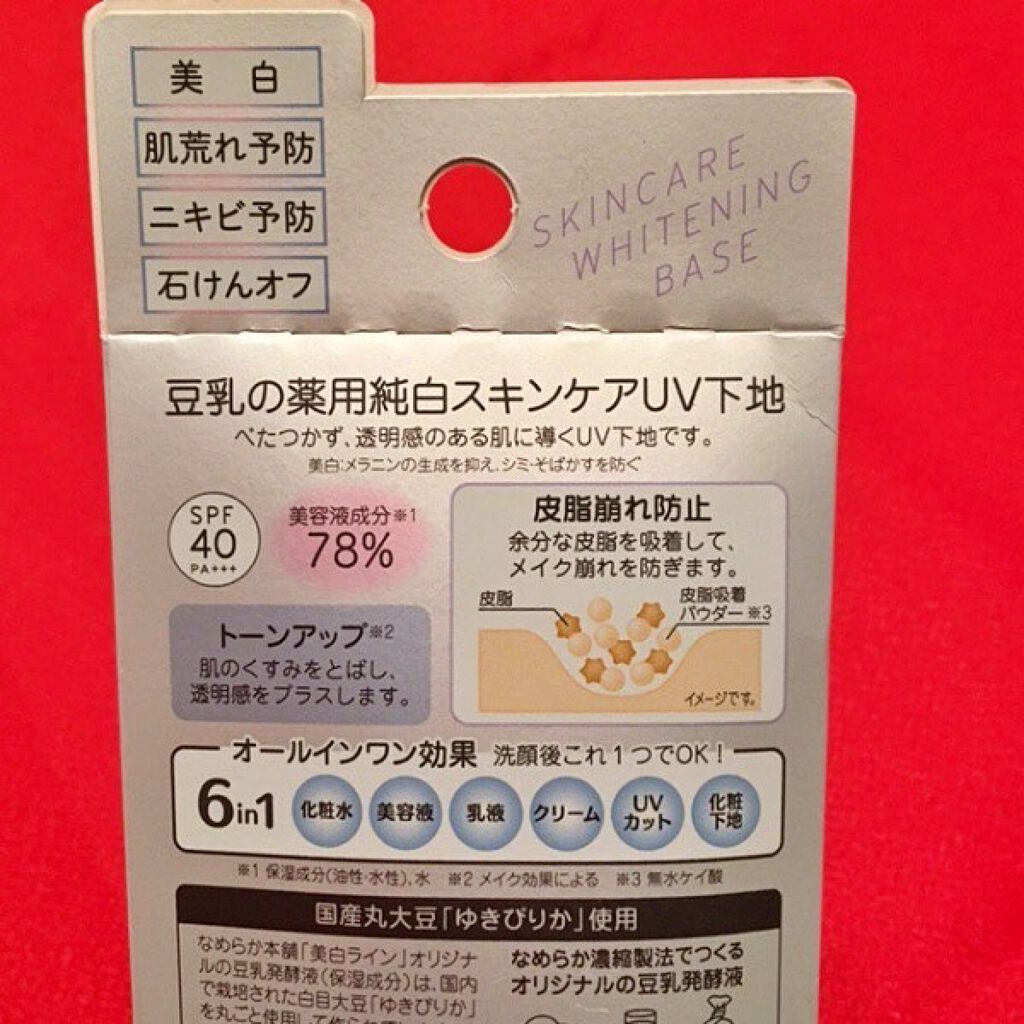 美 白
肌荒れ予防
ニキビ予防
石けんオフ
SKINCARE
WHITENING
BASE
豆乳の薬用純白スキンケアUV下地
べたつかず、透明感のある肌に導くUV下地です。
美白:メラニンの生成を抑え、シミ・そばかすを防ぐ
SPF
40
PA+++
美容液成分※1
78%
皮脂崩れ防止
余分な皮脂を吸着して、
メイク崩れを防ぎます。
皮脂
皮脂吸着
パウダー※3
イメージです。
トーンアップ※2
肌のくすみをとばし、
透明感をプラスします。
オールインワン効果 洗顔後これ1つでOK!
6in1
化粧水
美容液
乳液
クリーム
UV
カット
化粧
下地
※1 保湿成分(油性・水性)、水 ※2 メイク効果による ※3 無水ケイ酸
国産丸大豆「ゆきぴりか」使用
なめらか本舗「美白ライン」オリジナ
ルの豆乳発酵液(保湿成分)は、国内
で栽培された白目大豆「ゆきぴりか」
を丸ごと使用して作られ
なめらか濃縮製法でつくる
オリジナルの豆乳発酵液